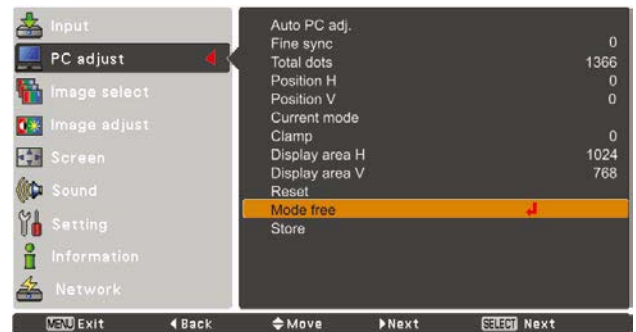 Input
PC adjust
Image select
Image adjust
Screen
Sound
Setting
Information
Network
Auto PC adj.
Fine sync 0
Total dots 1366
Position H 0
Position V 0
Current mode
Clamp 0
Display area H 1024
Display area V 768
Reset
Mode free
Store
MENU Exit Back Move Next SELECT Next